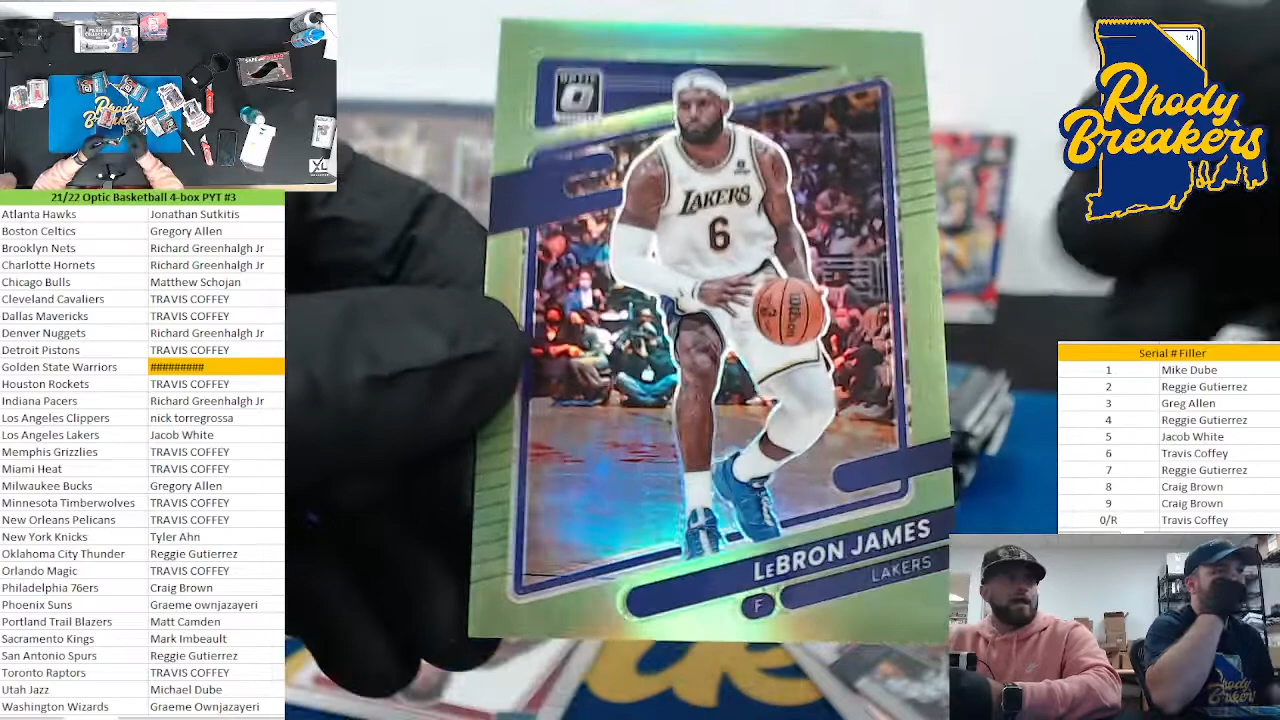 21/22 Optic Basketball 4-box PYT #3
Atlanta Hawks Jonathan Sutkitis
Boston Celtics Gregory Allen
Brooklyn Nets Richard Greenhalgh Jr
Charlotte Hornets Richard Greenhalgh Jr
Chicago Bulls Matthew Schojan
Cleveland Cavaliers TRAVIS COFFEY
Dallas Mavericks TRAVIS COFFEY
Denver Nuggets Richard Greenhalgh Jr
Detroit Pistons TRAVIS COFFEY
Golden State Warriors #########
Houston Rockets TRAVIS COFFEY
Indiana Pacers Richard Greenhalgh Jr
Los Angeles Clippers nick torregrossa
Los Angeles Lakers Jacob White
Memphis Grizzlies TRAVIS COFFEY
Miami Heat TRAVIS COFFEY
Milwaukee Bucks Gregory Allen
Minnesota Timberwolves TRAVIS COFFEY
New Orleans Pelicans TRAVIS COFFEY
New York Knicks Tyler Ahn
Oklahoma City Thunder Reggie Gutierrez
Orlando Magic TRAVIS COFFEY
Philadelphia 76ers Craig Brown
Phoenix Suns Graeme ownjazayeri
Portland Trail Blazers Matt Camden
Sacramento Kings Mark Imbeault
San Antonio Spurs Reggie Gutierrez
Toronto Raptors TRAVIS COFFEY
Utah Jazz Michael Dube
Washington Wizards Graeme Ownjazayeri
LAKERS
6
LeBRON JAMES
LAKERS
F
1/1
Rhody
Breakers
Serial # Filler
1 Mike Dube
2 Reggie Gutierrez
3 Greg Allen
4 Reggie Gutierrez
5 Jacob White
6 Travis Coffey
7 Reggie Gutierrez
8 Craig Brown
9 Craig Brown
0/R Travis Coffey
Rhody